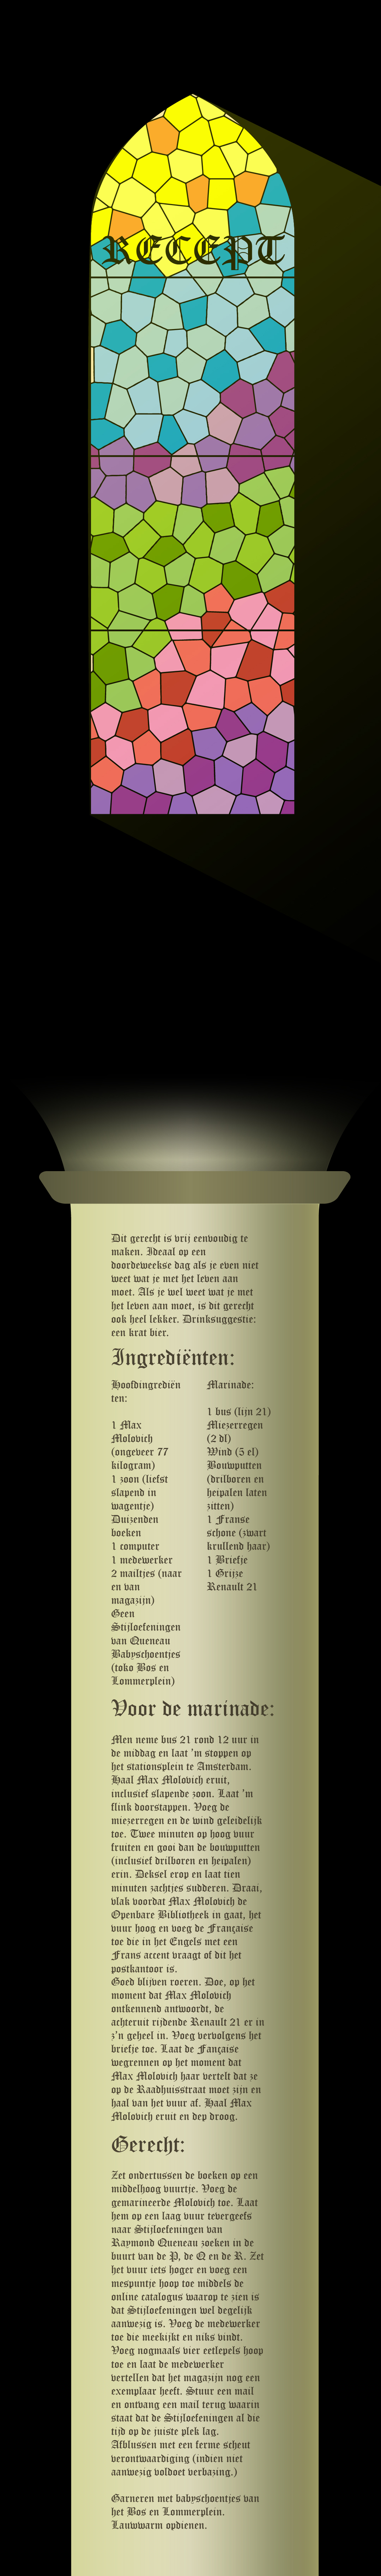 RECEPT
Dit gerecht is vrij eenvoudig te
maken. Ideaal op een
doordeweekse dag als je even niet
weet wat je met het leven aan
moet. Als je wel weet wat je met
het leven aan moet, is dit gerecht
ook heel lekker. Drinksuggestie:
een krat bier.
Ingrediënten:
Hoofdingrediën
ten:
1 Max
Molovich
(ongeveer 77
kilogram)
1 zoon (liefst
slapend in
wagentje)
Duizenden
boeken
1 computer
1 medewerker
2 mailtjes (naar
en van
magazijn)
Geen
Stijloefeningen
van Queneau
Babyschoentjes
(toko Bos en
Lommerplein)
Marinade:
1 bus (lijn 21)
Miezerregen
(2 dl)
Wind (5 el)
Bouwputten
(drilboren en
heipalen laten
zitten)
1 Franse
schone (zwart
krullend haar)
1 Briefje
1 Grijze
Renault 21
Voor de marinade:
Men neme bus 21 rond 12 uur in
de middag en laat 'm stoppen op
het stationsplein te Amsterdam.
Haal Max Molovich eruit,
inclusief slapende zoon. Laat 'm
flink doorstappen. Voeg de
miezerregen en de wind geleidelijk
toe. Twee minuten op hoog vuur
fruiten en gooi dan de bouwputten
(inclusief drilboren en heipalen)
erin. Deksel erop en laat tien
minuten zachtjes sudderen. Draai,
vlak voordat Max Molovich de
Openbare Bibliotheek in gaat, het
vuur hoog en voeg de Française
toe die in het Engels met een
Frans accent vraagt of dit het
postkantoor is.
Goed blijven roeren. Doe, op het
moment dat Max Molovich
ontkennend antwoordt, de
achteruit rijdende Renault 21 er in
z'n geheel in. Voeg vervolgens het
briefje toe. Laat de Fançaise
wegrennen op het moment dat
Max Molovich haar vertelt dat ze
op de Raadhuisstraat moet zijn en
haal van het vuur af. Haal Max
Molovich eruit en dep droog.
Gerecht:
Zet ondertussen de boeken op een
middelhoog vuurtje. Voeg de
gemarineerde Molovich toe. Laat
hem op een laag vuur tevergeefs
naar Stijloefeningen van
Raymond Queneau zoeken in de
buurt van de P, de Q en de R. Zet
het vuur iets hoger en voeg een
mespuntje hoop toe middels de
online catalogus waarop te zien is
dat Stijloefeningen wel degelijk
aanwezig is. Voeg de medewerker
toe die meekijkt en niks vindt.
Voeg nogmaals vier eetlepels hoop
toe en laat de medewerker
vertellen dat het magazijn nog een
exemplaar heeft. Stuur een mail
en ontvang een mail terug waarin
staat dat de Stijloefeningen al die
tijd op de juiste plek lag.
Afblussen met een ferme scheut
verontwaardiging (indien niet
aanwezig voldoet verbazing.)
Garneren met babyschoentjes van
het Bos en Lommerplein.
Lauwwarm opdienen.